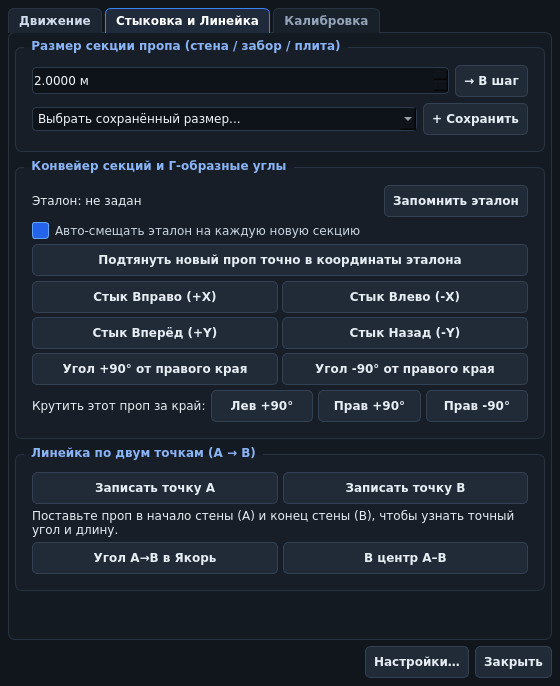 Движение Стыковка и Линейка Калибровка
Размер секции пропа (стена / забор / плита)
2.0000 м → В шаг
Выбрать сохранённый размер... + Сохранить
Конвейер секций и Г-образные углы
Эталон: не задан Запомнить эталон
Авто-смещать эталон на каждую новую секцию
Подтянуть новый проп точно в координаты эталона
Стык Вправо (+X) Стык Влево (-X)
Стык Вперёд (+Y) Стык Назад (-Y)
Угол +90° от правого края Угол -90° от правого края
Крутить этот проп за край: Лев +90° Прав +90° Прав -90°
Линейка по двум точкам (A → B)
Записать точку A Записать точку B
Поставьте проп в начало стены (A) и конец стены (B), чтобы узнать точный
угол и длину.
Угол A→B в Якорь В центр A–B
Настройки... Закрыть